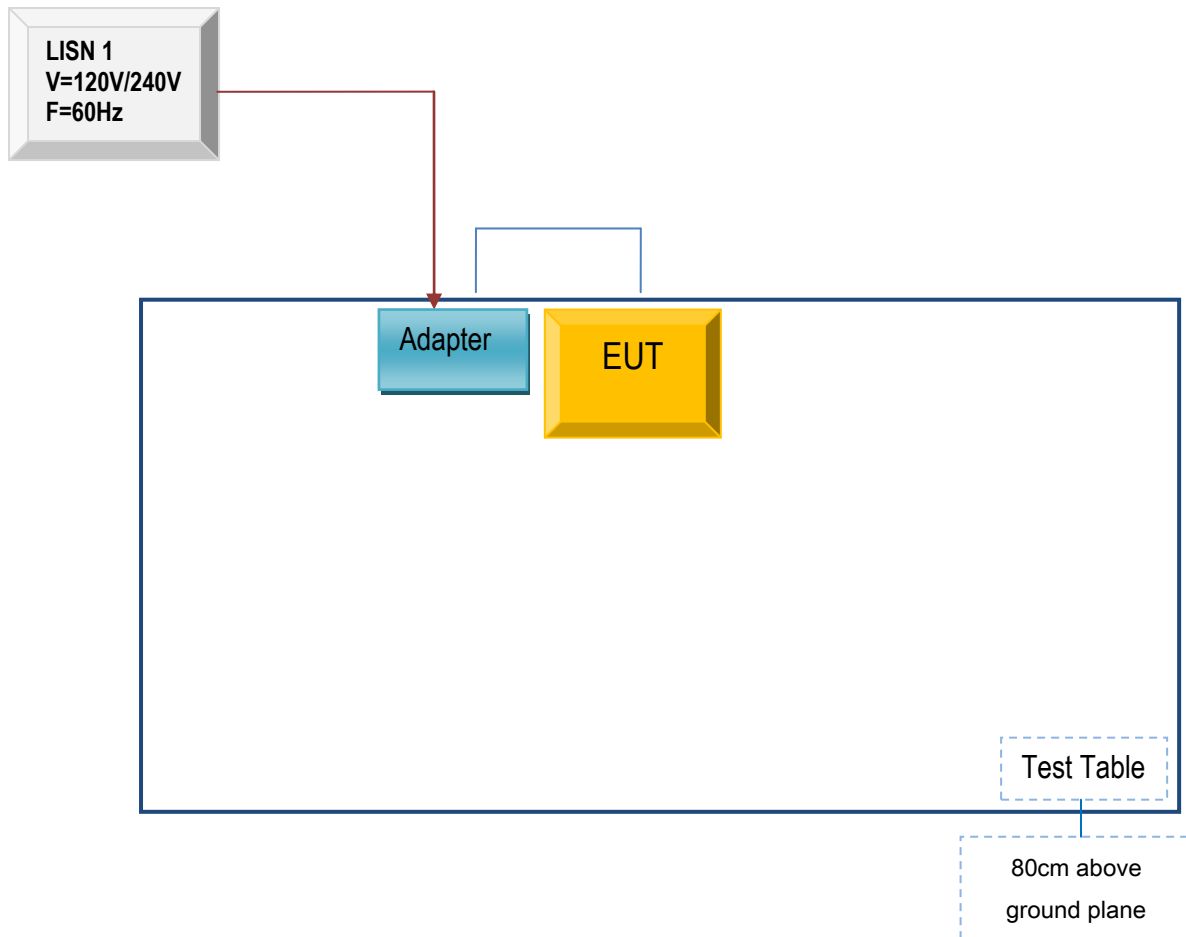 LISN 1
V=120V/240V
F=60Hz
Adapter
EUT
Test Table
80cm above
ground plane